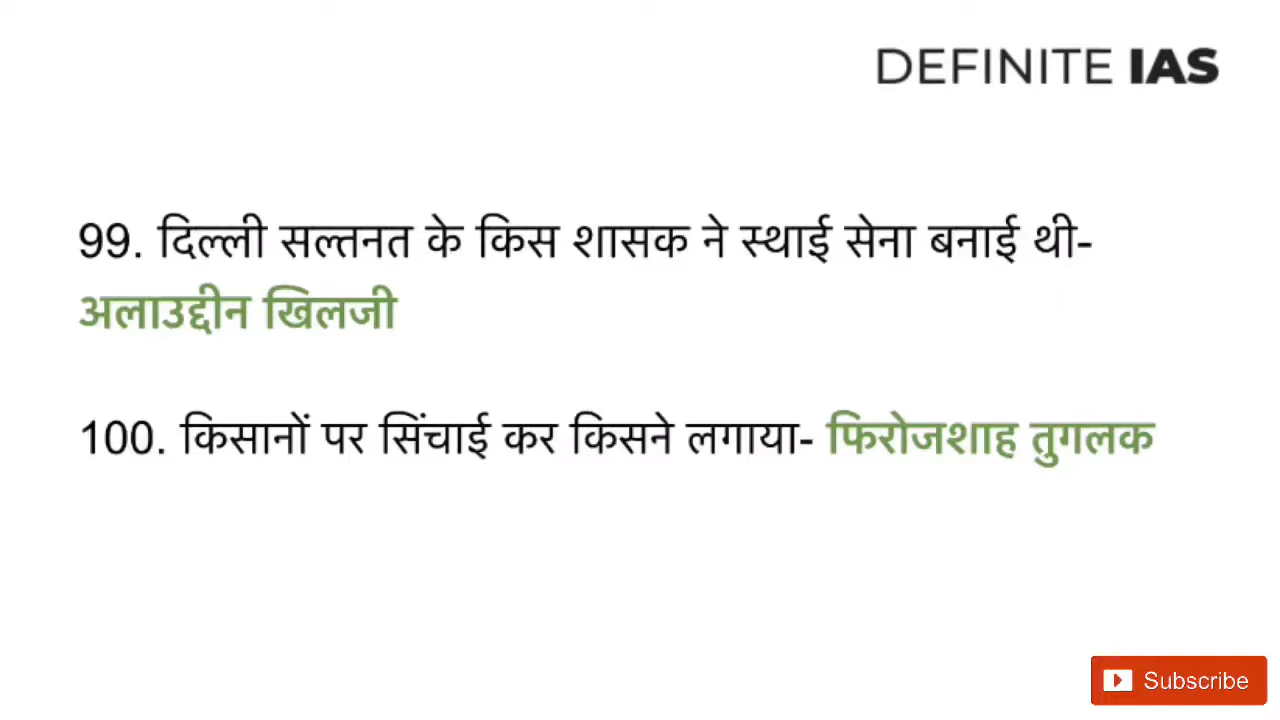 DEFINITE IAS
99. दिल्ली सल्तनत के किस शासक ने स्थाई सेना बनाई थी-
अलाउद्दीन खिलजी
100. किसानों पर सिंचाई कर किसने लगाया- फिरोजशाह तुगलक
Subscribe